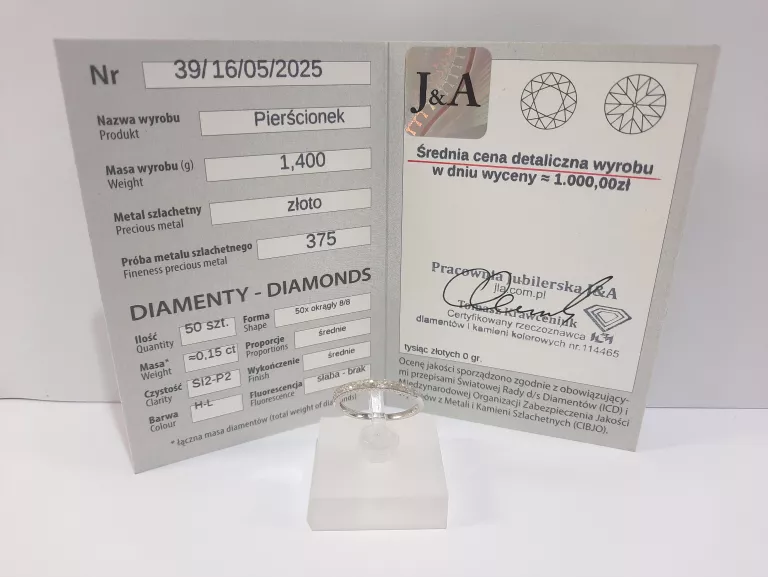 Nr 39/16/05/2025
Nazwa wyrobu Pierścionek
Produkt
Masa wyrobu (g) 1,400
Weight
Metal szlachetny złoto
Precious metal
Próba metalu szlachetnego 375
Fineness precious metal
DIAMENTY - DIAMONDS
Ilość 50 szt.
Quantity
Forma 50x okrągły 8/8
Shape
Masa* ≈0,15 ct
Weight
Proporcje średnie
Proportions
Czystość SI2-P2
Clarity
Wykończenie średnie
Finish
Barwa H-L
Colour
Fluorescencja słaba - brak
Fluorescence
* łączna masa diamentów (total weight of diamonds)
J&A
Średnia cena detaliczna wyrobu
w dniu wyceny ≈ 1.000,00zł
Pracownia Jubilerska J&A
jla.com.pl
Tomasz Krawceniuk
Certyfikowany rzeczoznawca
diamentów i kamieni kolorowych nr.114465
tysiąc złotych 0 gr.
Ocenę jakości sporządzono zgodnie z obowiązujący-
mi przepisami Światowej Rady d/s Diamentów (ICD) i
Międzynarodowej Organizacji Zabezpieczenia Jakości
z Metali i Kamieni Szlachetnych (CIBJO).